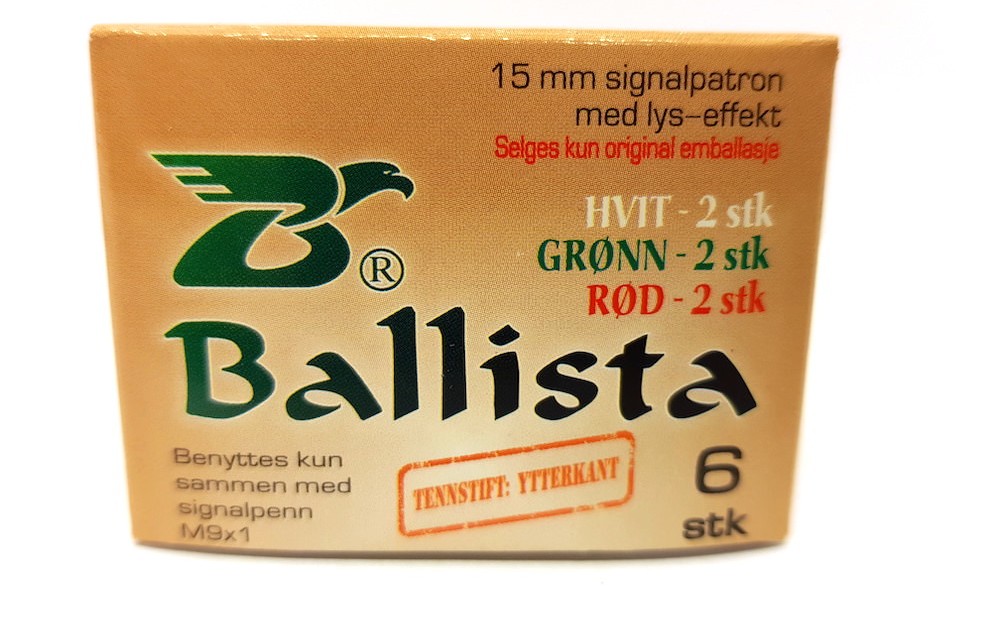 15 mm signalpatron
med lys-effekt
Selges kun original emballasje
HVIT - 2 stk
GRØNN - 2 stk
RØD - 2 stk
®
Ballista
Benyttes kun
sammen med
signalpenn
M9x1
TENNSTIFT: YTTERKANT
6
stk